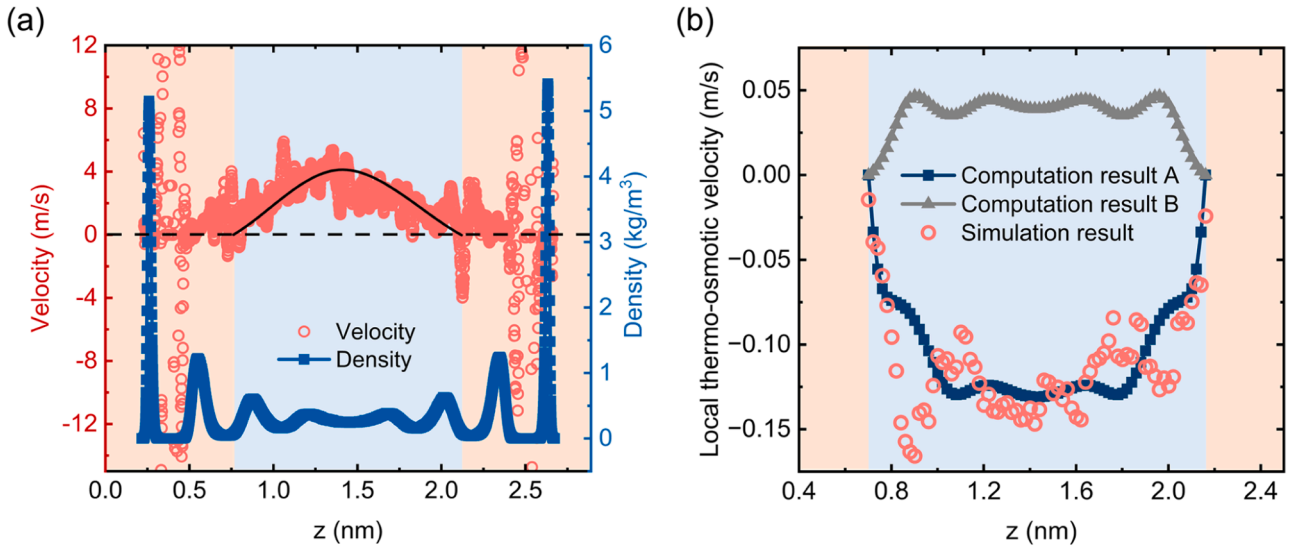 (a)
12
8
4
0
-4
-8
-12
Velocity (m/s)
6
5
4
3
2
1
0
Density (kg/m³)
Velocity
Density
0.0
0.5
1.0
1.5
2.0
2.5
z (nm)
(b)
0.05
0.00
−0.05
−0.10
−0.15
Local thermo-osmotic velocity (m/s)
Computation result A
Computation result B
Simulation result
0.4
0.8
1.2
1.6
2.0
2.4
z (nm)